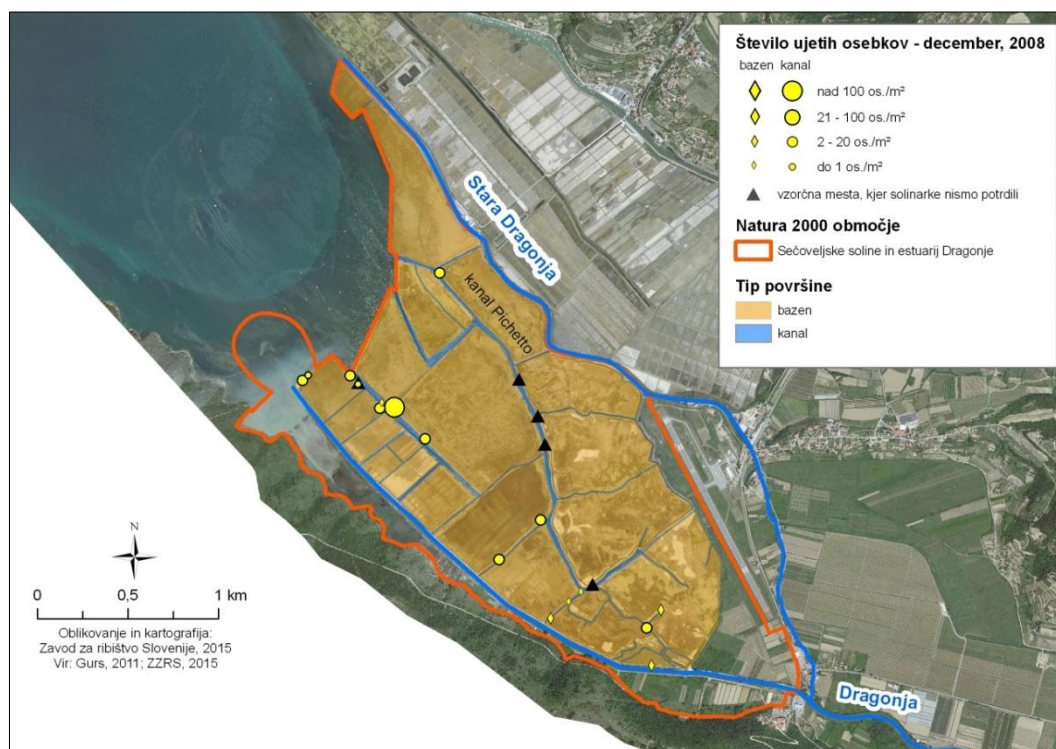 Število ujetih osebkov - december, 2008
bazen kanal
nad 100 os./m²
21 - 100 os./m²
2 - 20 os./m²
do 1 os./m²
vzorčna mesta, kjer solinarke nismo potrdili
Natura 2000 območje
Sečoveljske soline in estuarij Dragonje
Tip površine
bazen
kanal
Stara Dragonja
kanal Pichetto
Dragonja
N
0 0,5 1 km
Oblikovanje in kartografija:
Zavod za ribištvo Slovenije, 2015
Vir: Gurs, 2011; ZZRS, 2015